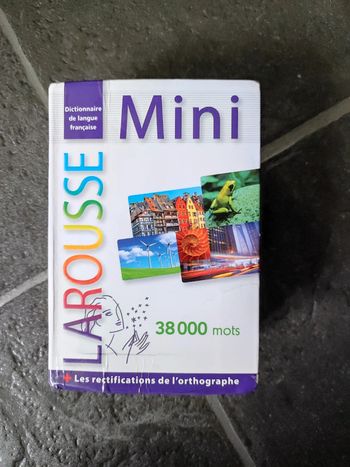 Dictionnaire
de langue
française
Mini
LAROUSSE
38 000 mots
+ Les rectifications de l'orthographe